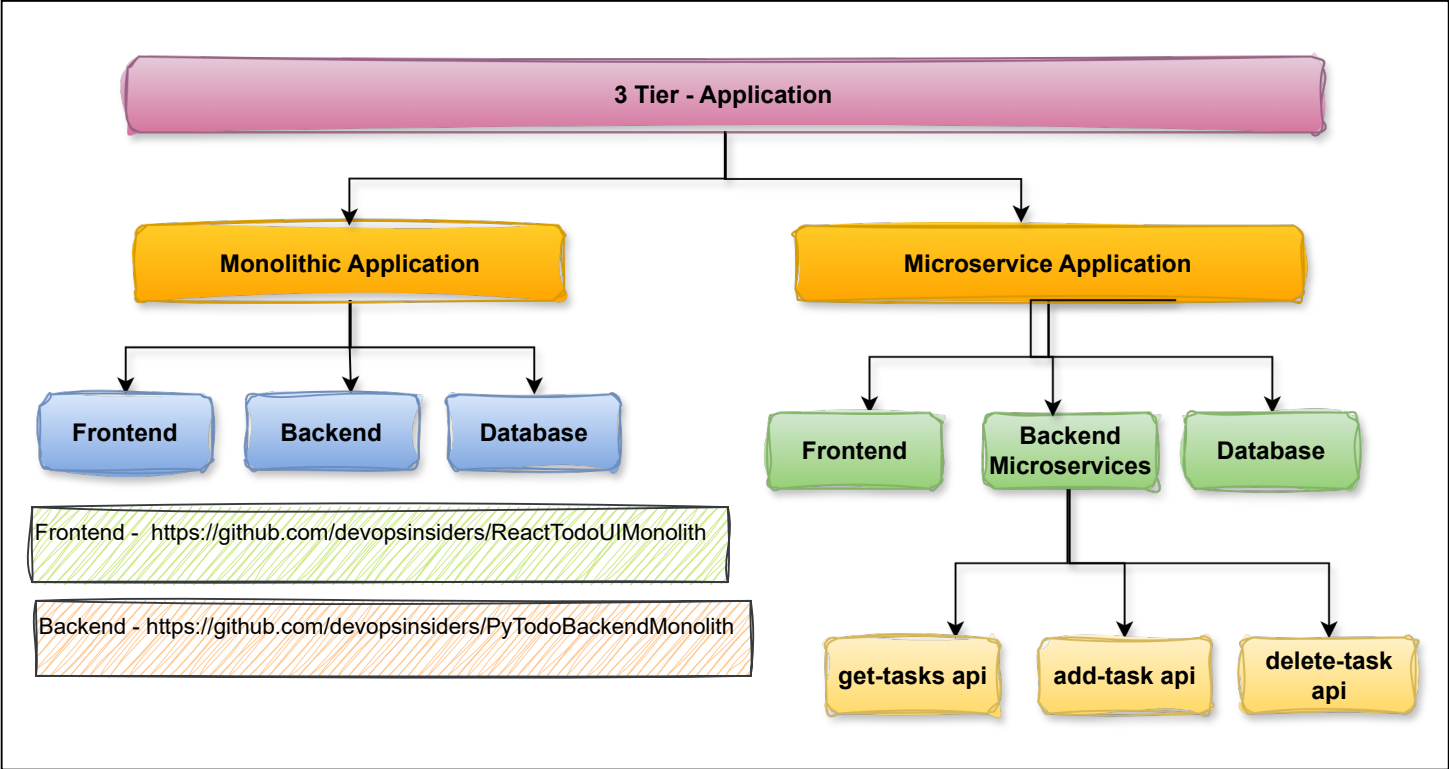 3 Tier - Application
Monolithic Application
Microservice Application
Frontend
Backend
Database
Frontend
Backend
Microservices
Database
Frontend - https://github.com/devopsinsiders/ReactTodoUIMonolith
Backend - https://github.com/devopsinsiders/PyTodoBackendMonolith
get-tasks api
add-task api
delete-task
api